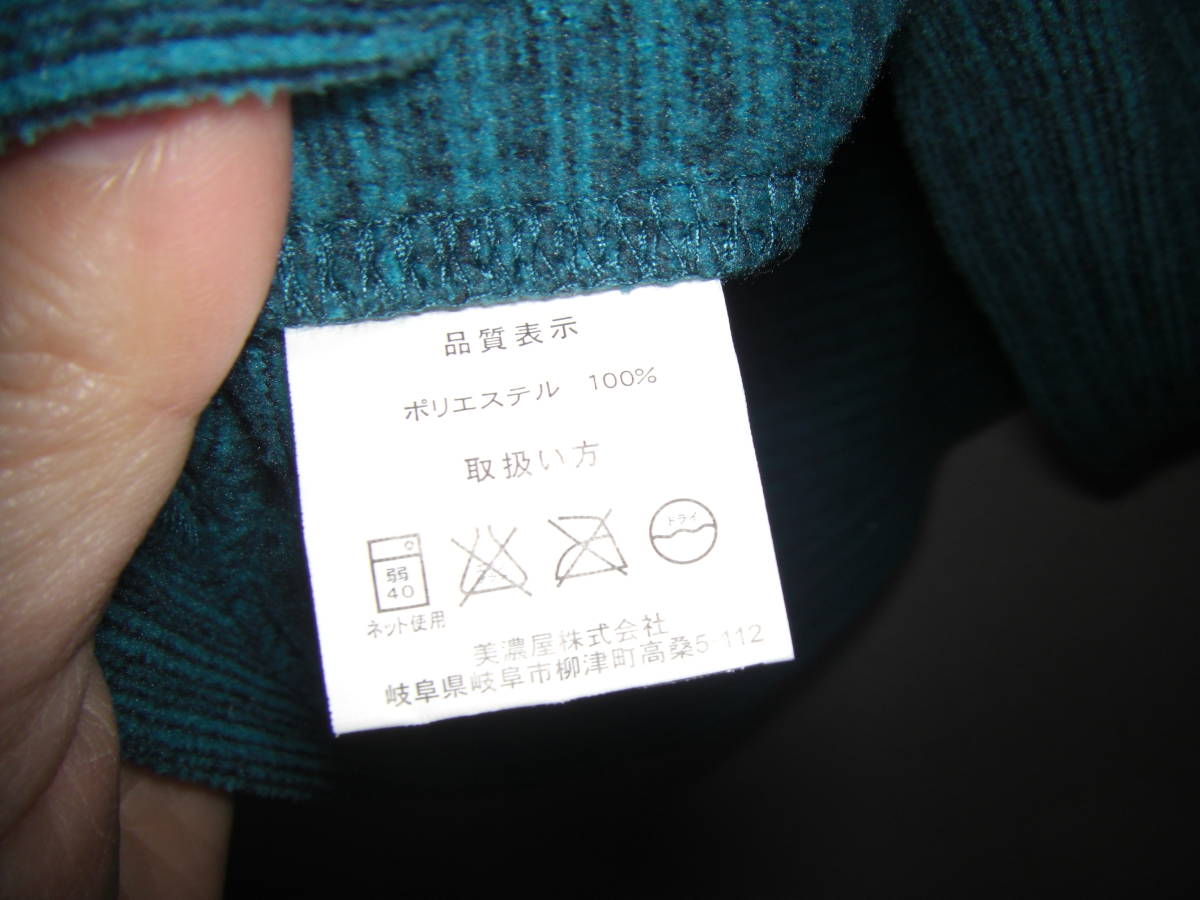 品質表示
ポリエステル 100%
取扱い方
弱
40
ドライ
ネット使用
美濃屋株式会社
岐阜県岐阜市柳津町高桑5-112